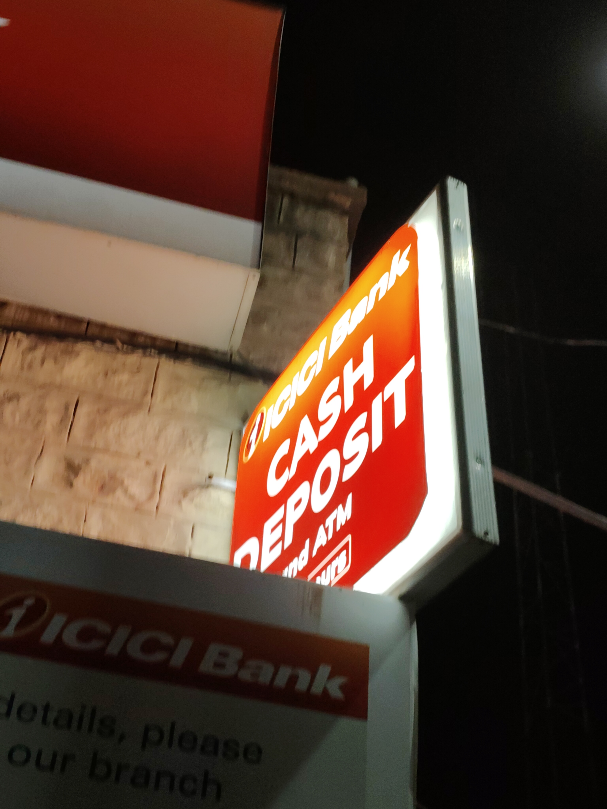 ICICI Bank
CASH
DEPOSIT
and ATM
ICICI Bank
details, please
our branch